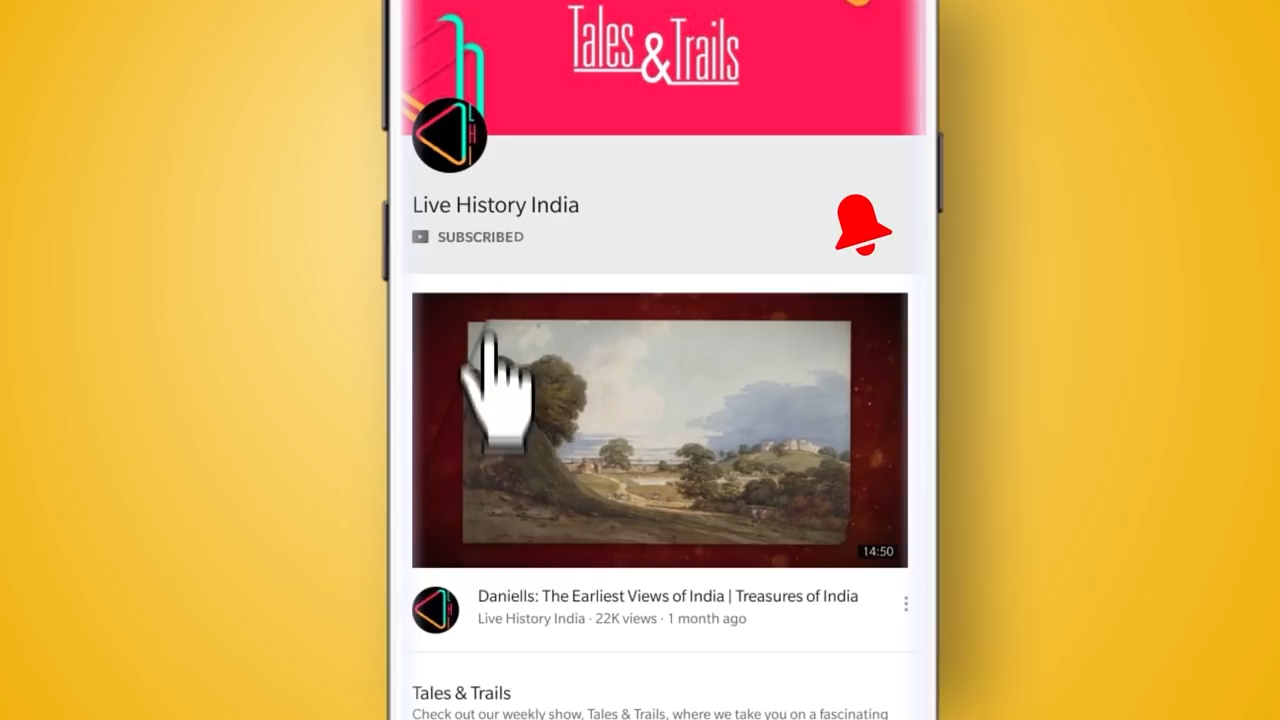 Tales & Trails
Live History India
SUBSCRIBED
14:50
Daniells: The Earliest Views of India | Treasures of India
Live History India · 22K views · 1 month ago
Tales & Trails
Check out our weekly show, Tales & Trails, where we take you on a fascinating